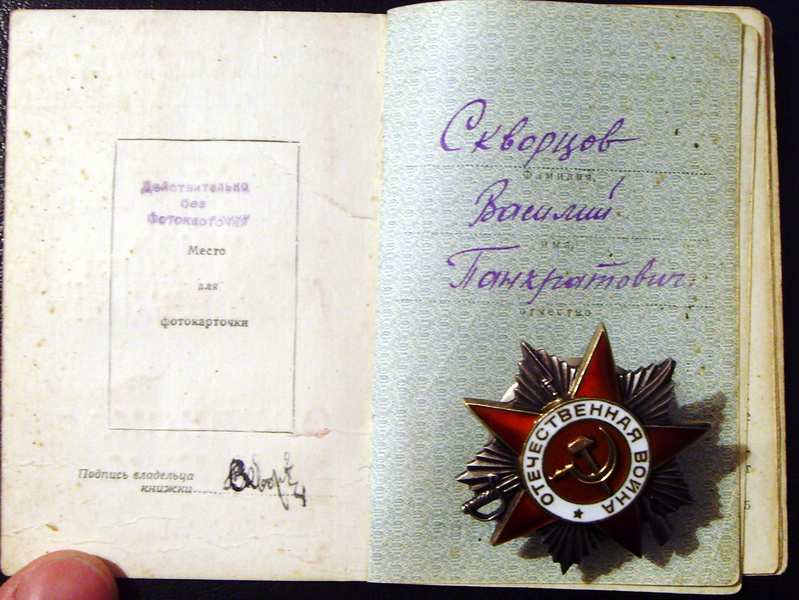 Действительно
без
фотокарточки
Место
для
фотокарточки
Подпись владельца
книжки
Скворцов
Фамилия,
Василий
имя,
Панкратович.
отчество
ОТЕЧЕСТВЕННАЯ ВОЙНА